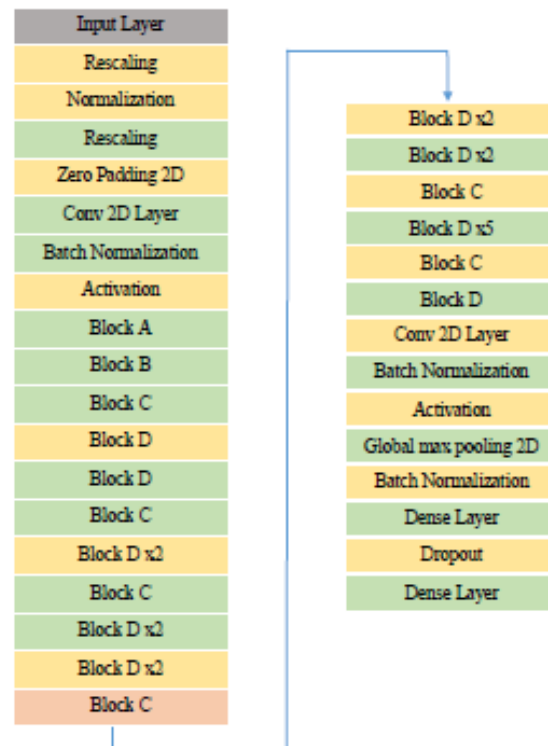 Input Layer
Rescaling
Normalization
Rescaling
Zero Padding 2D
Conv 2D Layer
Batch Normalization
Activation
Block A
Block B
Block C
Block D
Block D
Block C
Block D x2
Block C
Block D x2
Block D x2
Block C
Block D x2
Block D x2
Block C
Block D x5
Block C
Block D
Conv 2D Layer
Batch Normalization
Activation
Global max pooling 2D
Batch Normalization
Dense Layer
Dropout
Dense Layer